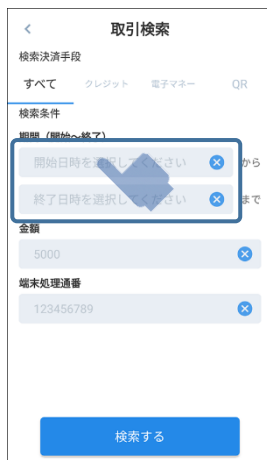 取引検索
検索決済手段
すべて クレジット 電子マネー QR
検索条件
期間（開始～終了）
開始日時を選択してください から
終了日時を選択してください まで
金額
5000
端末処理通番
123456789
検索する